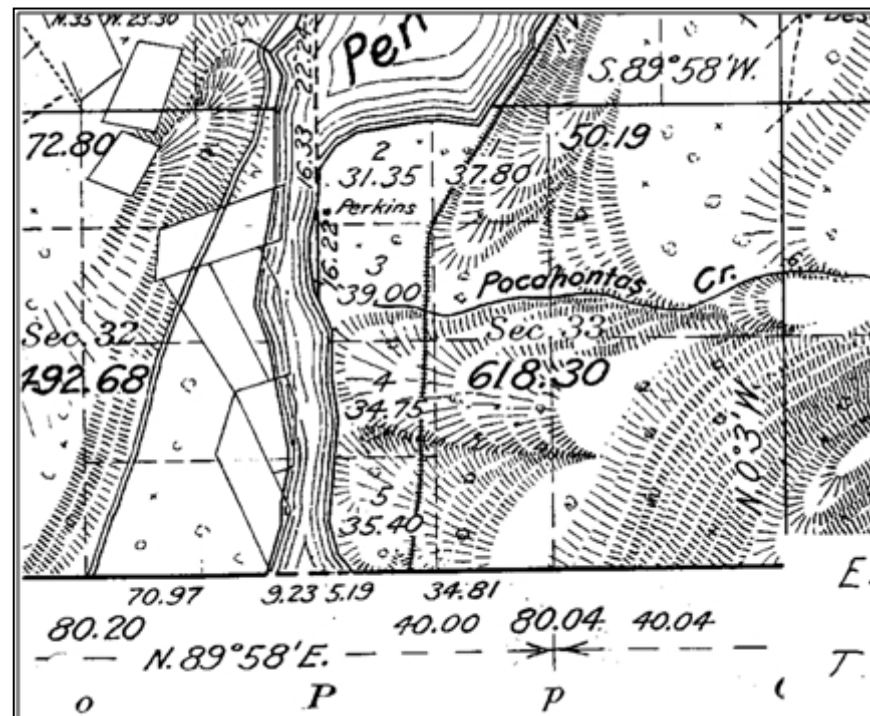 N.35 W. 23.30
Pen
S. 89°58' W.
22.24
72.80
6.33
2
31.35
37.80
50.19
Perkins
16.22
3
39.00
Pocahontas Cr.
Sec. 32
Sec. 33
492.68
4
618.30
34.75
N. 0°3' W.
5
35.40
E.
70.97 9.23 5.19 34.81
80.20 40.00 80.04 40.04
N. 89°58' E.
T
o P p